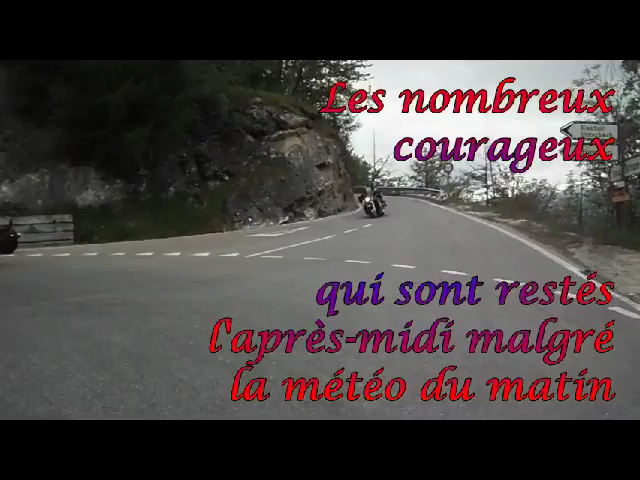 Les nombreux
courageux
qui sont restés
l'après-midi malgré
la météo du matin